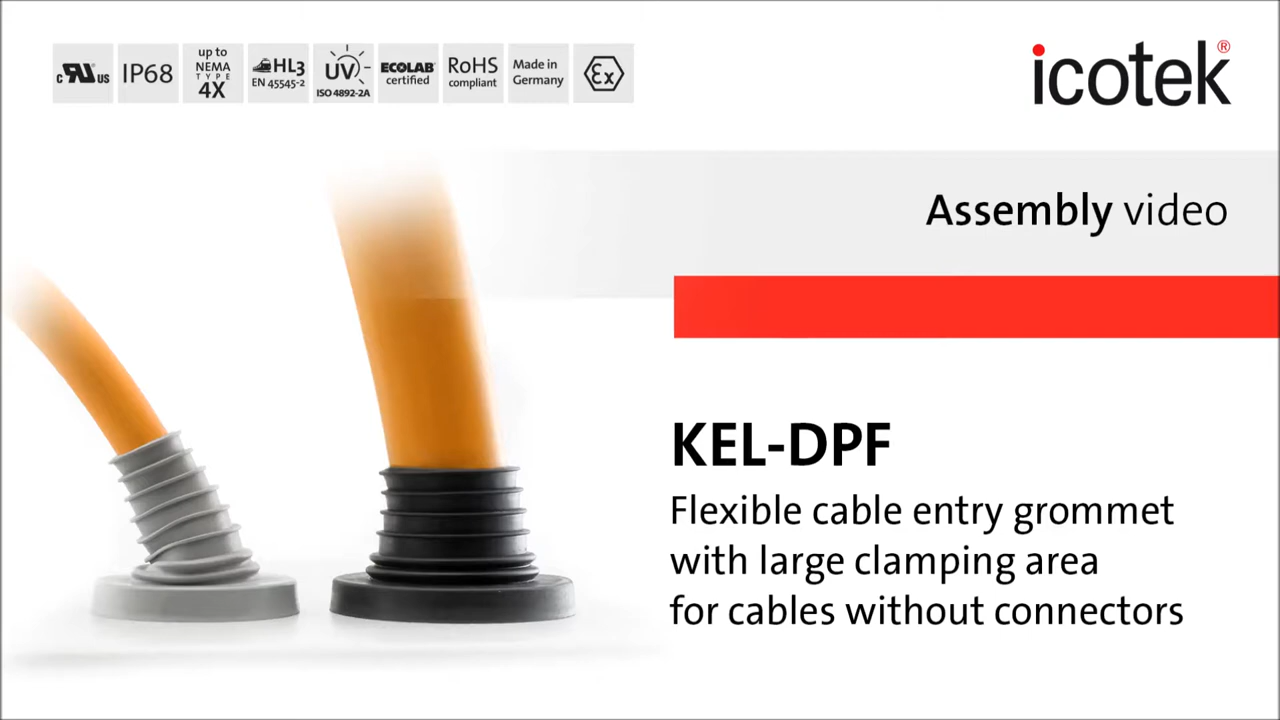 c RU US
IP68
up to
NEMA
TYPE
4X
HL3
EN 45545-2
UV
ISO 4892-2A
ECOLAB
certified
RoHS
compliant
Made in
Germany
Ex
icotek®
Assembly video
KEL-DPF
Flexible cable entry grommet
with large clamping area
for cables without connectors